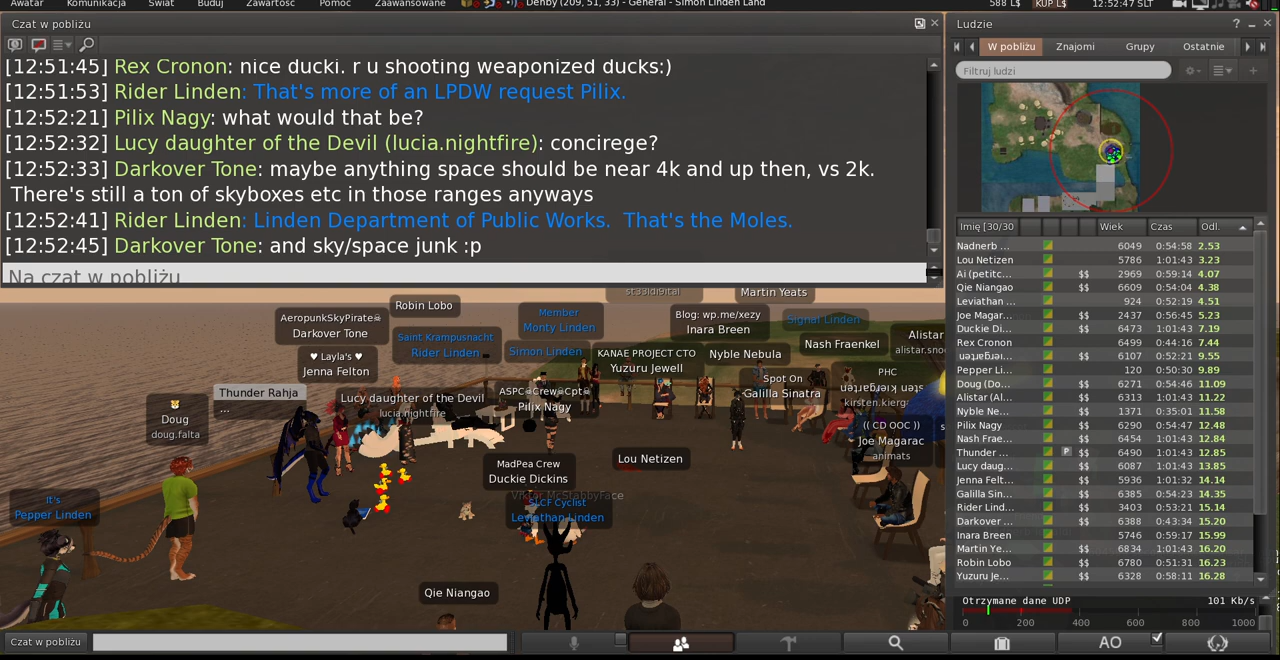 Awatar Komunikacja Świat Buduj Zawartość Pomoc Zaawansowane Denby (209, 51, 33) - General - Simon Linden Land 588 L$ KUP L$ 12:52:47 SLT
Czat w pobliżu
[12:51:45] Rex Cronon: nice ducki. r u shooting weaponized ducks:)
[12:51:53] Rider Linden: That's more of an LPDW request Pilix.
[12:52:21] Pilix Nagy: what would that be?
[12:52:32] Lucy daughter of the Devil (lucia.nightfire): concirege?
[12:52:33] Darkover Tone: maybe anything space should be near 4k and up then, vs 2k.
There's still a ton of skyboxes etc in those ranges anyways
[12:52:41] Rider Linden: Linden Department of Public Works.  That's the Moles.
[12:52:45] Darkover Tone: and sky/space junk :p
Na czat w pobliżu
st33ldi9ital
Martin Yeats
Robin Lobo
AeropunkSkyPirate☠
Darkover Tone
Saint Krampusnacht
Rider Linden
Member
Monty Linden
Simon Linden
Blog: wp.me/xezy
Inara Breen
Signal Linden
Nash Fraenkel
Alistar
alistar.snoo
♥ Layla's ♥
Jenna Felton
KANAE PROJECT CTO
Yuzuru Jewell
Nyble Nebula
Spot On
Galilla Sinatra
PHC
kirsten.kierga
Thunder Rahja
...
Lucy daughter of the Devil
lucia.nightfire
ASPC☠Crew☠Cpt☠
Pilix Nagy
Doug
doug.falta
(( CD OOC ))
Joe Magarac
animats
Lou Netizen
MadPea Crew
Duckie Dickins
Viktor McStabbyFace
SLCF Cyclist
Leviathan Linden
It's
Pepper Linden
Qie Niangao
Czat w pobliżu
Ludzie
W pobliżu Znajomi Grupy Ostatnie
Filtruj ludzi
Imię [30/30 Wiek Czas Odl.
Nadnerb ... 6049 0:54:58 2.53
Lou Netizen 5786 1:01:43 3.23
Ai (petitc... $$ 2969 0:59:14 4.07
Qie Niangao $$ 6609 0:54:04 4.38
Leviathan ... 924 0:52:19 4.51
Joe Magar... $$ 2437 0:56:45 5.23
Duckie Di... $$ 6473 1:01:43 7.19
Rex Cronon 6499 0:44:16 7.44
$$ 6107 0:52:21 9.55
Pepper Li... 120 0:50:30 9.89
Doug (Do... $$ 6271 0:54:46 11.09
Alistar (Al... $$ 6313 1:01:43 11.22
Nyble Ne... $$ 1371 0:35:01 11.58
Pilix Nagy $$ 6290 0:54:47 12.48
Nash Frae... $$ 6454 1:01:43 12.84
Thunder ... P $$ 6490 1:01:43 12.85
Lucy daug... $$ 6087 1:01:43 13.85
Jenna Felt... $$ 5936 1:01:32 14.14
Galilla Sin... $$ 6385 0:54:23 14.35
Rider Lind... $$ 3403 0:53:21 15.14
Darkover ... $$ 6388 0:43:34 15.20
Inara Breen 5746 0:59:17 15.99
Martin Ye... $$ 6834 1:01:43 16.20
Robin Lobo $$ 6780 0:51:31 16.23
Yuzuru Je... $$ 6328 0:58:11 16.28
Otrzymane dane UDP 101 Kb/s
0 200 400 600 800 1000
AO